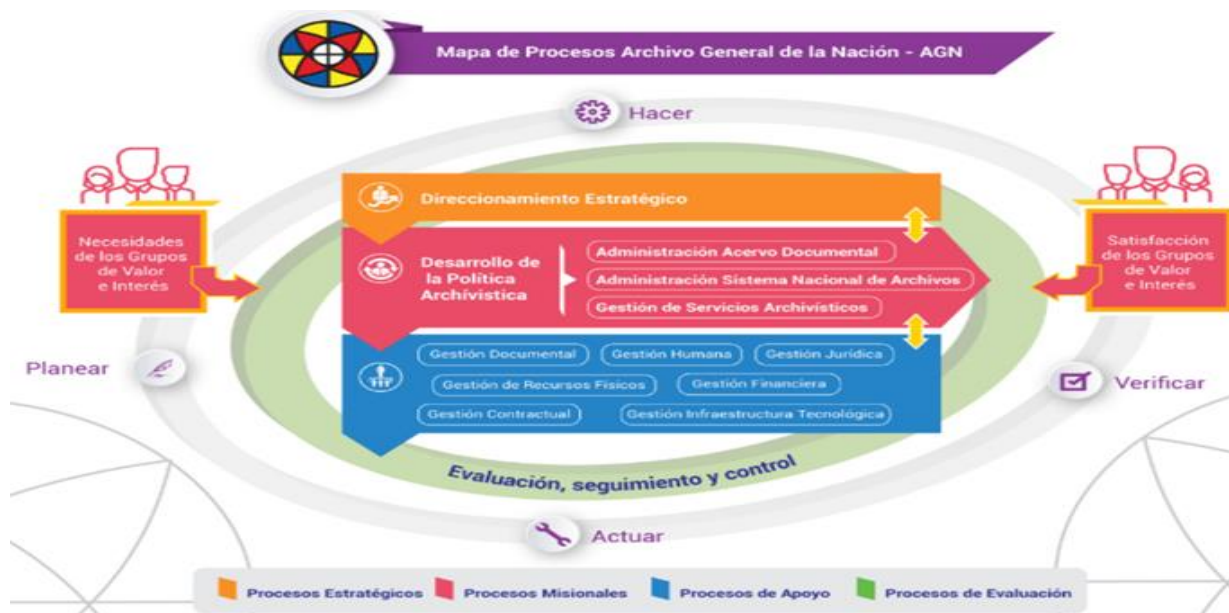 Mapa de Procesos Archivo General de la Nación - AGN
Hacer
Necesidades
de los Grupos
de Valor
e Interés
Direccionamiento Estratégico
Desarrollo de
la Política
Archívistica
Administración Acervo Documental
Administración Sistema Nacional de Archivos
Gestión de Servicios Archivísticos
Satisfacción
de los Grupos
de Valor
e Interés
Planear
Gestión Documental
Gestión Humana
Gestión Jurídica
Gestión de Recursos Físicos
Gestión Financiera
Gestión Contractual
Gestión Infraestructura Tecnológica
Verificar
Evaluación, seguimiento y control
Actuar
Procesos Estratégicos
Procesos Misionales
Procesos de Apoyo
Procesos de Evaluación